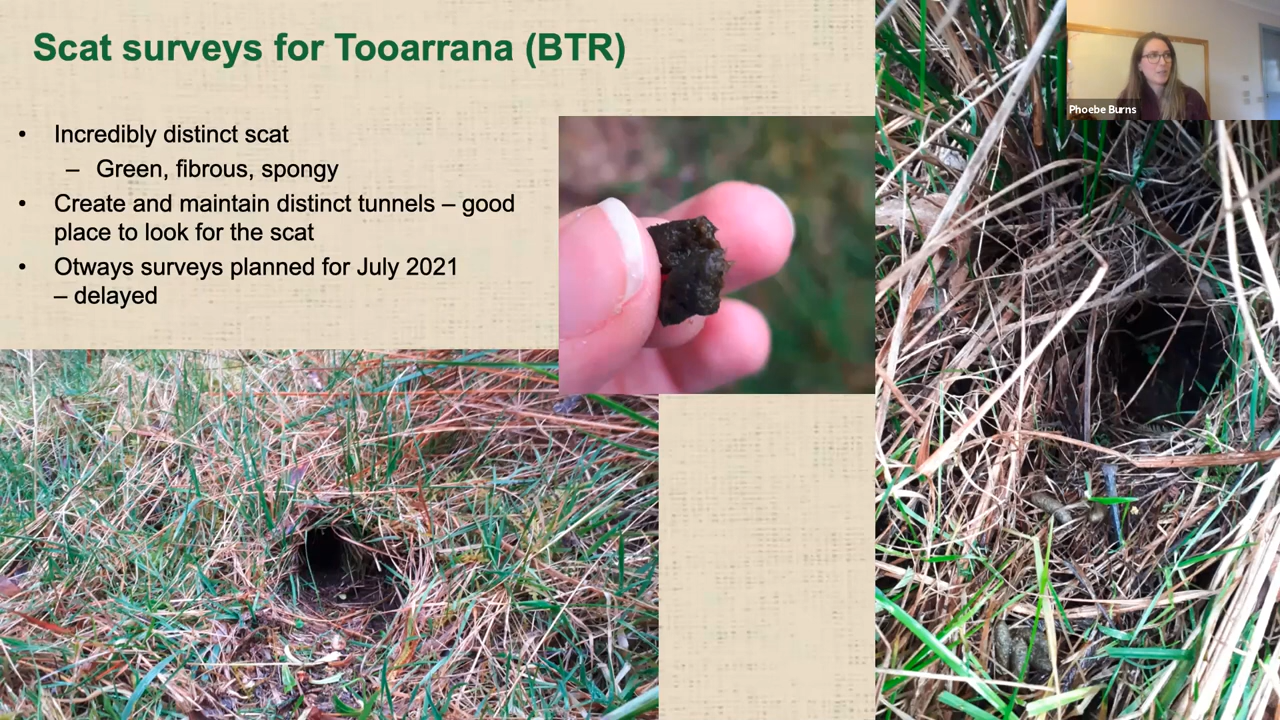 Scat surveys for Tooarrana (BTR)
Phoebe Burns
• Incredibly distinct scat
– Green, fibrous, spongy
• Create and maintain distinct tunnels – good
place to look for the scat
• Otways surveys planned for July 2021
– delayed